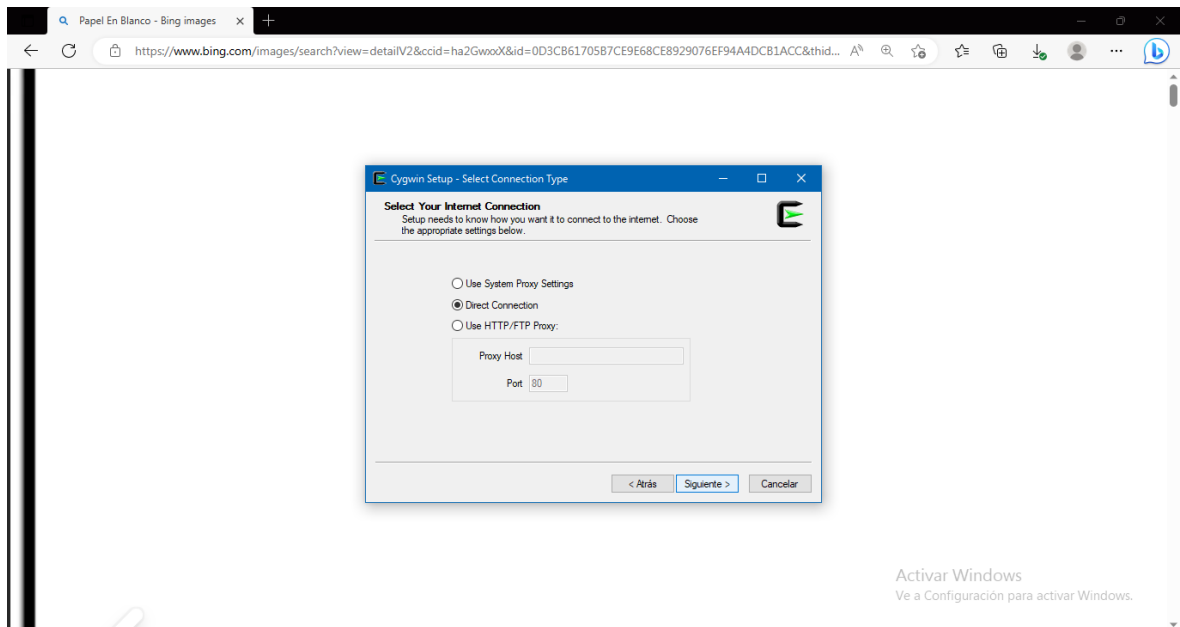 Papel En Blanco - Bing images
https://www.bing.com/images/search?view=detailV2&ccid=ha2GwxoX&id=0D3CB61705B7CE9E68CE8929076EF94A4DCB1ACC&thid...
Cygwin Setup - Select Connection Type
Select Your Internet Connection
Setup needs to know how you want it to connect to the internet. Choose
the appropriate settings below.
Use System Proxy Settings
Direct Connection
Use HTTP/FTP Proxy:
Proxy Host
Port 80
< Atrás Siguiente > Cancelar
Activar Windows
Ve a Configuración para activar Windows.